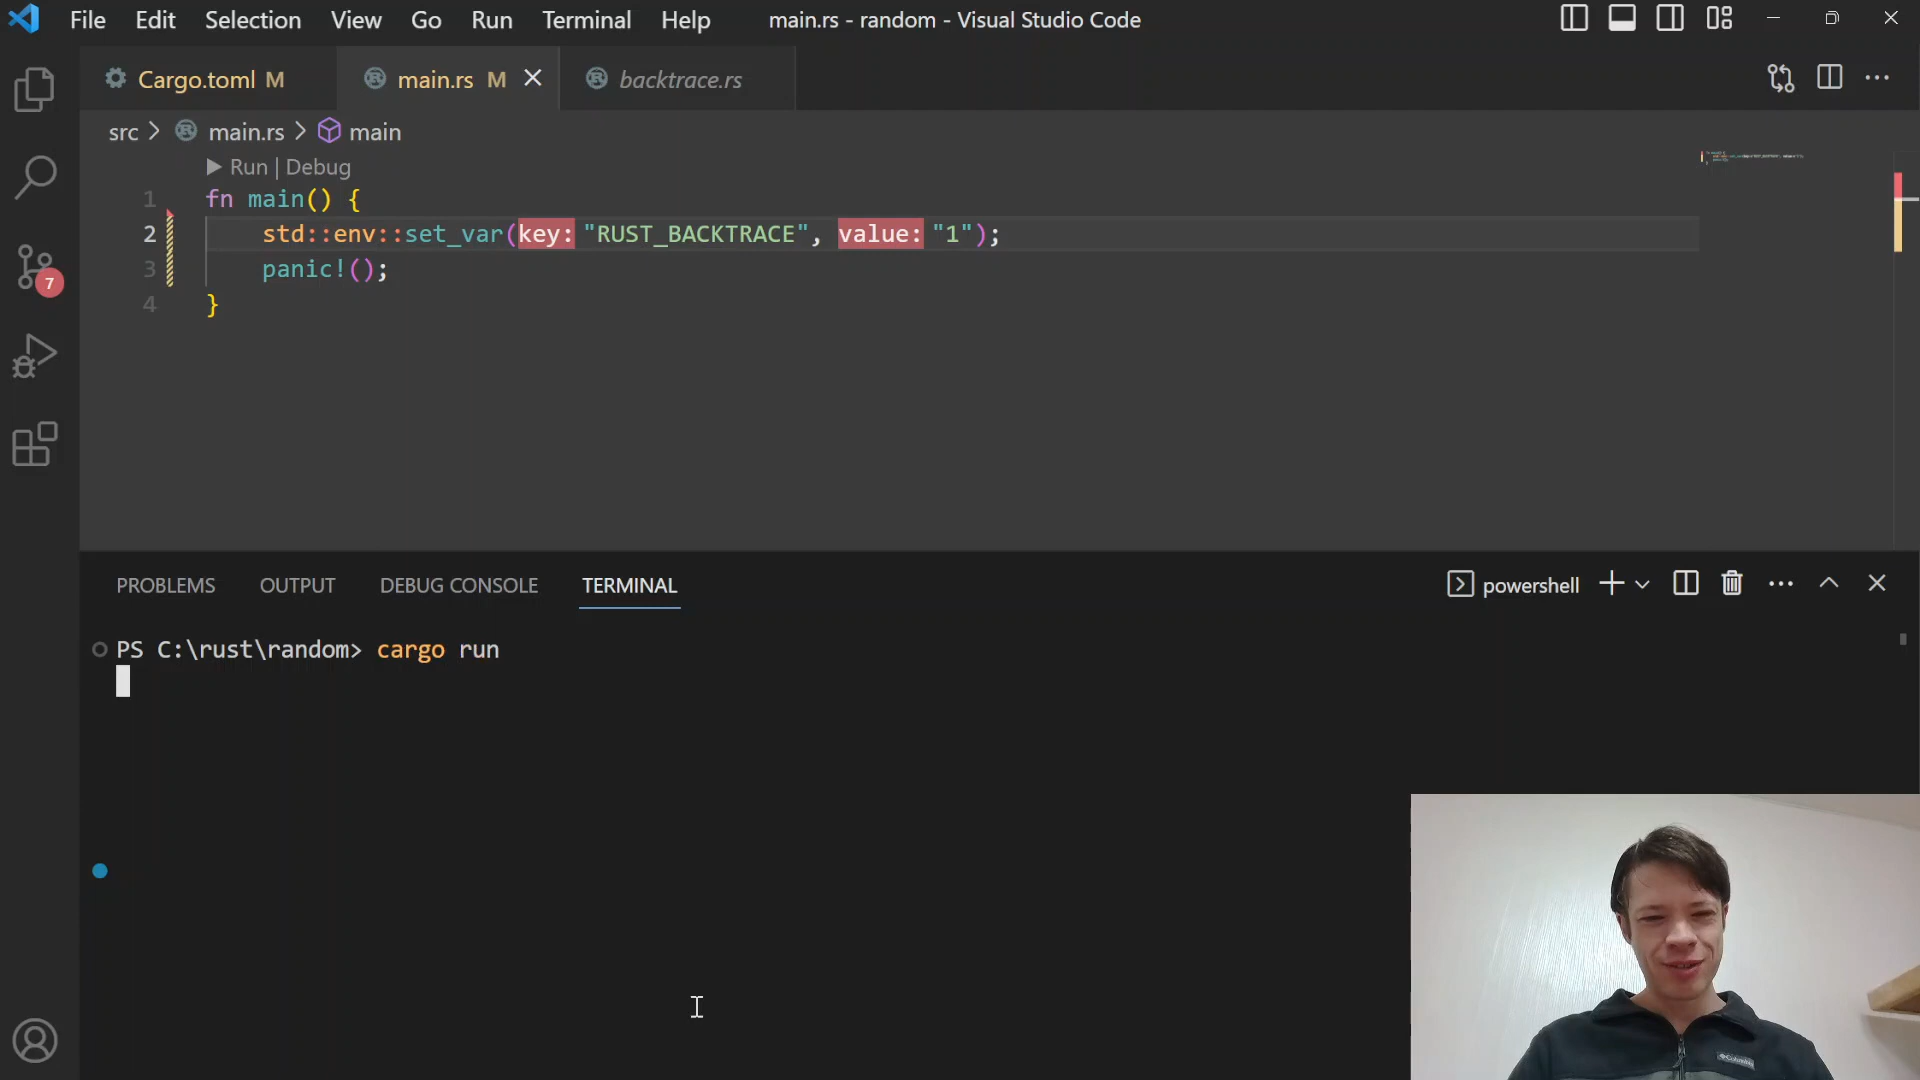 File Edit Selection View Go Run Terminal Help main.rs - random - Visual Studio Code
Cargo.toml M main.rs M backtrace.rs
src > main.rs > main
Run | Debug
1 fn main() {
2 std::env::set_var(key: "RUST_BACKTRACE", value: "1");
3 panic!();
4 }
7
PROBLEMS OUTPUT DEBUG CONSOLE TERMINAL powershell
PS C:\rust\random> cargo run
Columbia